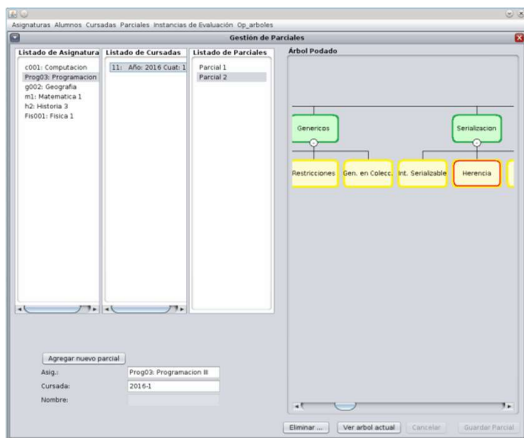 Asignaturas Alumnos Cursadas Parciales Instancias de Evaluación Op_arboles
Gestión de Parciales
Listado de Asignatura
c001: Computacion
Prog03: Programacion
g002: Geografia
m1: Matematica 1
h2: Historia 3
Fis001: Fisica 1
Listado de Cursadas
11: Año: 2016 Cuat: 1
Listado de Parciales
Parcial 1
Parcial 2
Árbol Podado
Genericos
Serializacion
Restricciones
Gen. en Colecc.
Int. Serializable
Herencia
Agregar nuevo parcial
Asig.: Prog03: Programacion III
Cursada: 2016-1
Nombre:
Eliminar ...
Ver arbol actual
Cancelar
Guardar Parcial